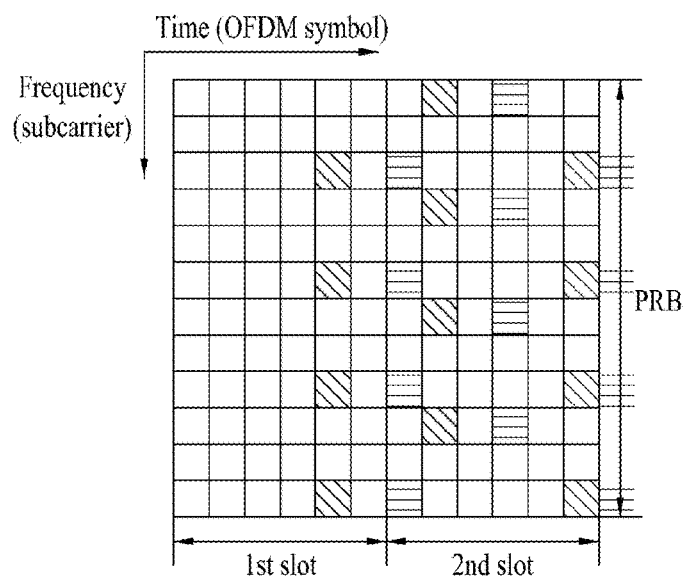 Time (OFDM symbol)
Frequency
(subcarrier)
PRB
1st slot
2nd slot